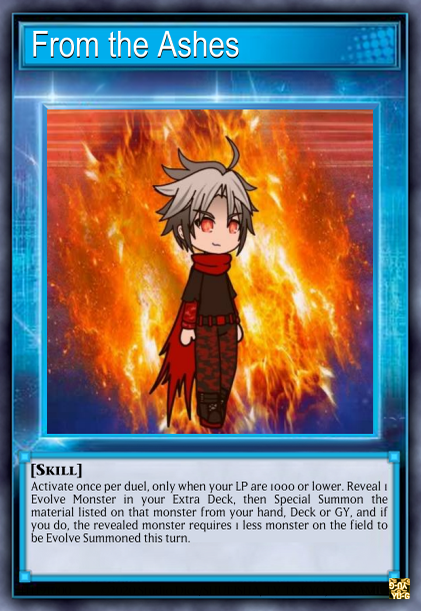 From the Ashes
[SKILL]
Activate once per duel, only when your LP are 1000 or lower. Reveal 1
Evolve Monster in your Extra Deck, then Special Summon the
material listed on that monster from your hand, Deck or GY, and if
you do, the revealed monster requires 1 less monster on the field to
be Evolve Summoned this turn.